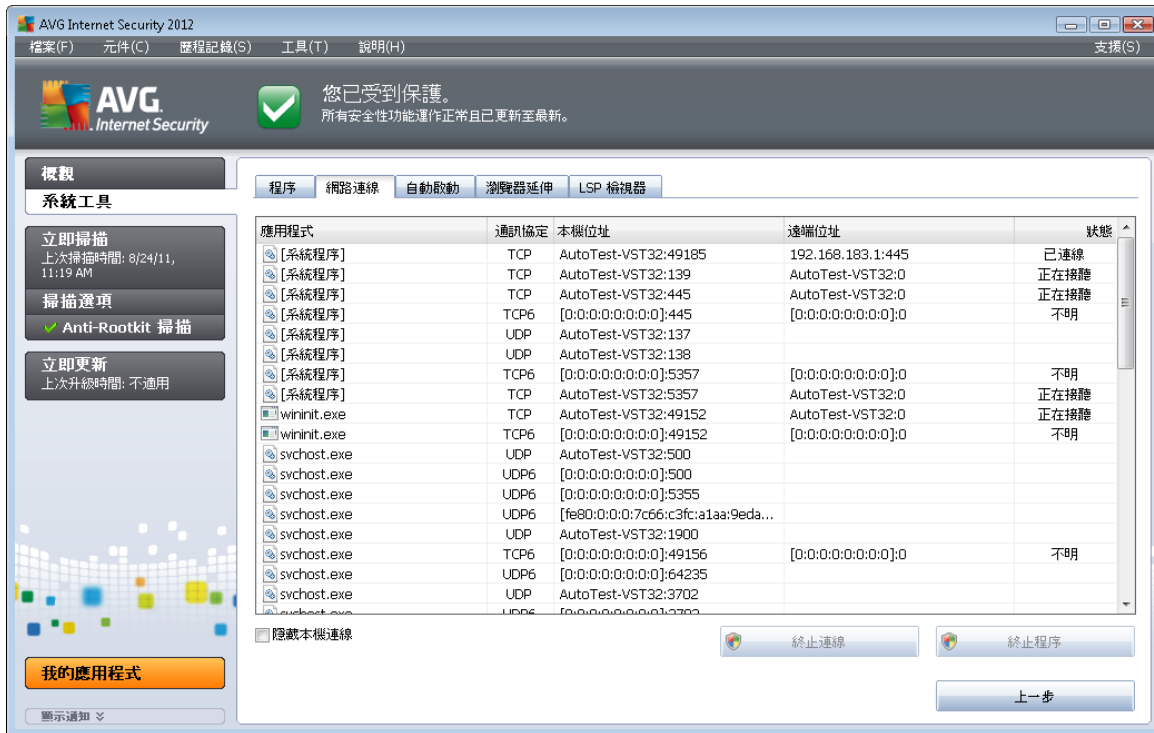 AVG Internet Security 2012
檔案(F) 元件(C) 歷程記錄(S) 工具(T) 說明(H) 支援(S)
AVG.
Internet Security
您已受到保護。
所有安全性功能運作正常且已更新至最新。
概觀
系統工具
立即掃描
上次掃描時間: 8/24/11,
11:19 AM
掃描選項
Anti-Rootkit 掃描
立即更新
上次升級時間: 不適用
我的應用程式
顯示通知
程序 網路連線 自動啟動 瀏覽器延伸 LSP 檢視器
應用程式 通訊協定 本機位址 遠端位址 狀態
[系統程序] TCP AutoTest-VST32:49185 192.168.183.1:445 已連線
[系統程序] TCP AutoTest-VST32:139 AutoTest-VST32:0 正在接聽
[系統程序] TCP AutoTest-VST32:445 AutoTest-VST32:0 正在接聽
[系統程序] TCP6 [0:0:0:0:0:0:0:0]:445 [0:0:0:0:0:0:0:0]:0 不明
[系統程序] UDP AutoTest-VST32:137
[系統程序] UDP AutoTest-VST32:138
[系統程序] TCP6 [0:0:0:0:0:0:0:0]:5357 [0:0:0:0:0:0:0:0]:0 不明
[系統程序] TCP AutoTest-VST32:5357 AutoTest-VST32:0 正在接聽
wininit.exe TCP AutoTest-VST32:49152 AutoTest-VST32:0 正在接聽
wininit.exe TCP6 [0:0:0:0:0:0:0:0]:49152 [0:0:0:0:0:0:0:0]:0 不明
svchost.exe UDP AutoTest-VST32:500
svchost.exe UDP6 [0:0:0:0:0:0:0:0]:500
svchost.exe UDP6 [0:0:0:0:0:0:0:0]:5355
svchost.exe UDP6 [fe80:0:0:0:7c66:c3fc:a1aa:9eda...
svchost.exe UDP AutoTest-VST32:1900
svchost.exe TCP6 [0:0:0:0:0:0:0:0]:49156 [0:0:0:0:0:0:0:0]:0 不明
svchost.exe UDP6 [0:0:0:0:0:0:0:0]:64235
svchost.exe UDP AutoTest-VST32:3702
svchost.exe UDP6 [0:0:0:0:0:0:0:0]:3702
隱藏本機連線
終止連線 終止程序
上一步